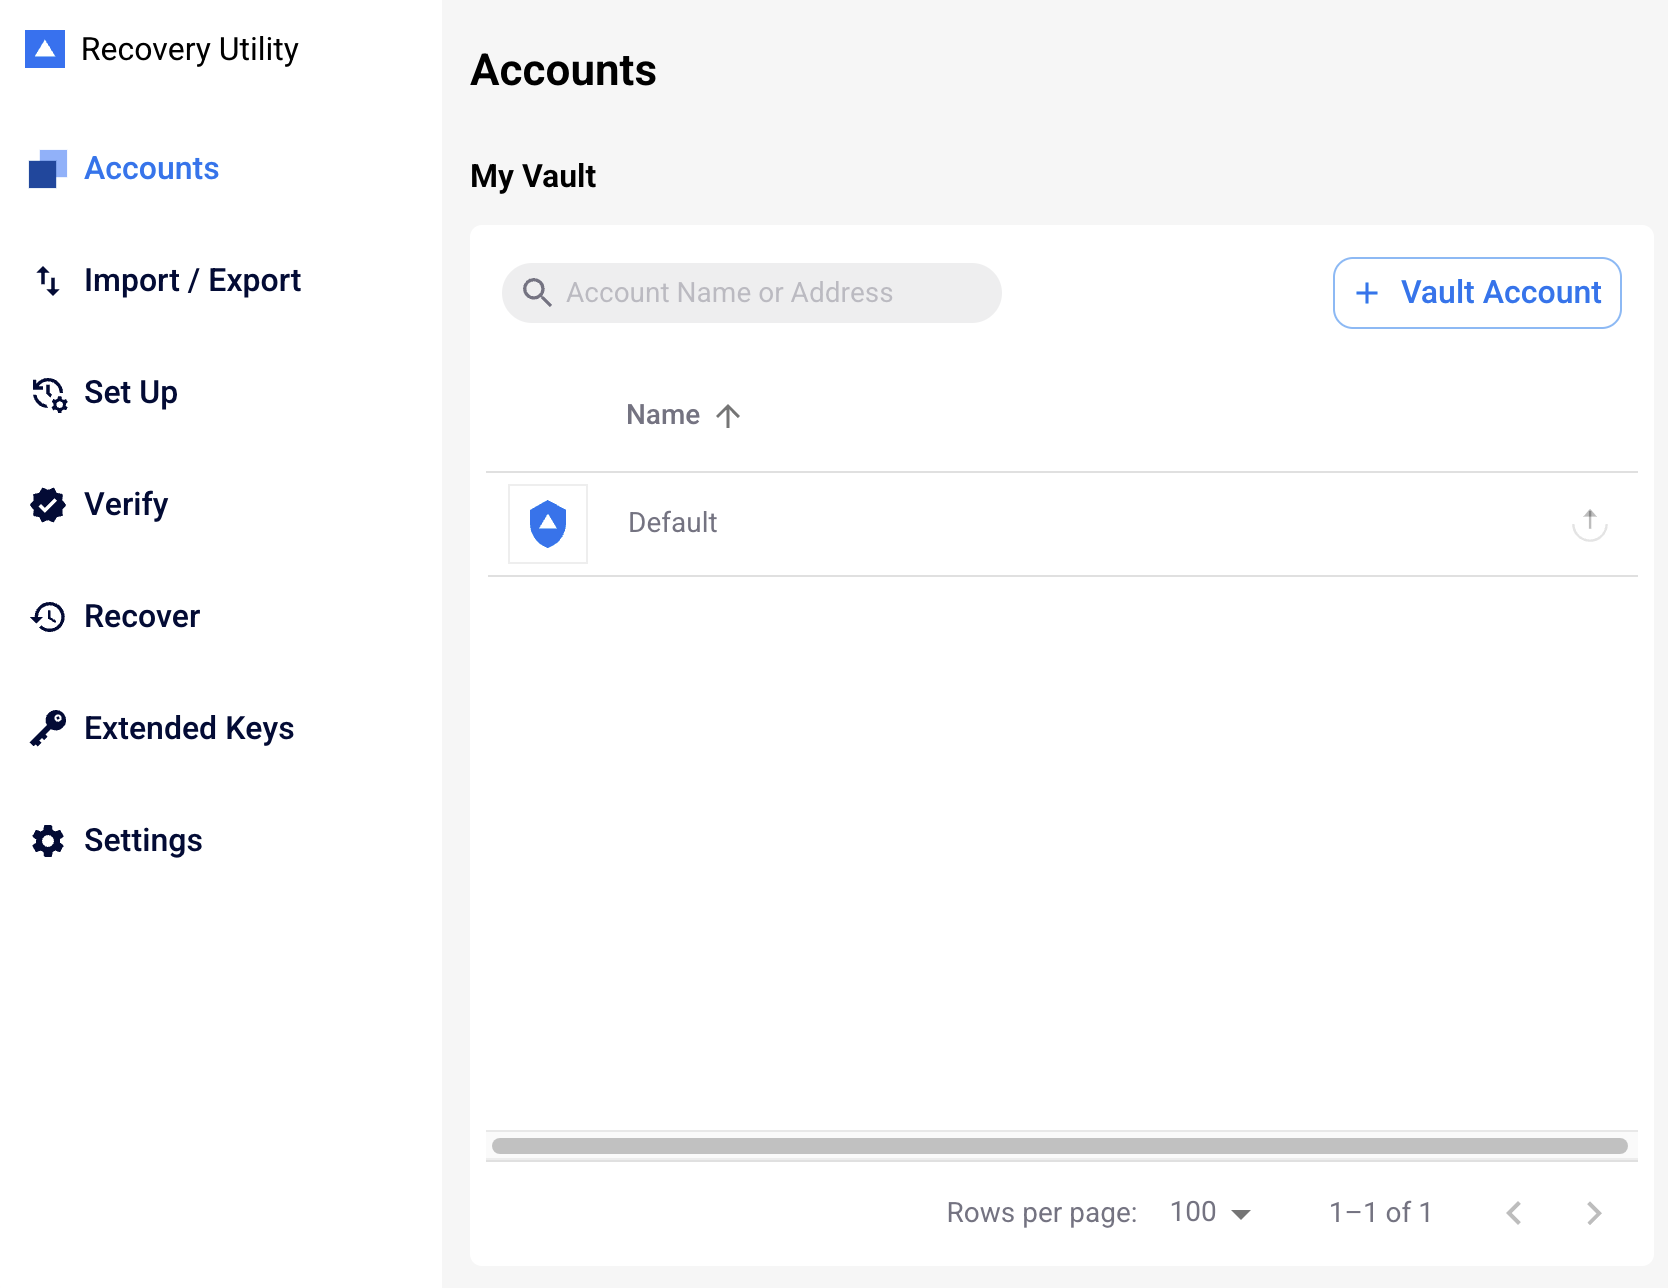 Recovery Utility
Accounts
Import / Export
Set Up
Verify
Recover
Extended Keys
Settings
Accounts
My Vault
Account Name or Address
Vault Account
Name
Default
Rows per page: 100 1–1 of 1